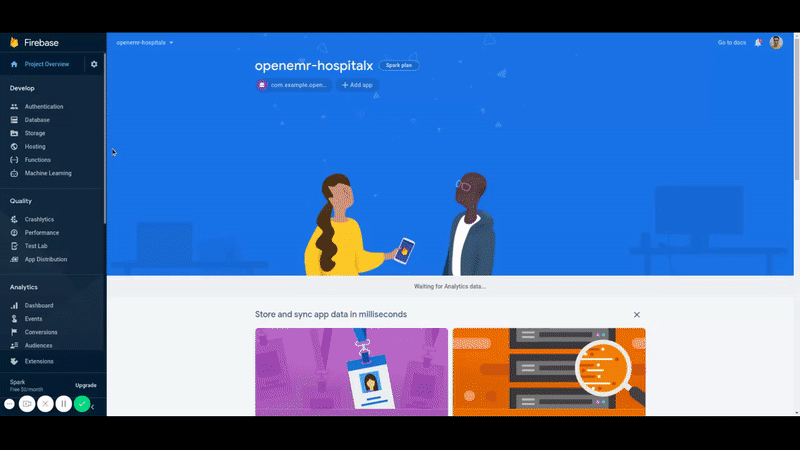 Firebase
openemr-hospitalx
Go to docs
Project Overview
openemr-hospitalx
Spark plan
com.example.open...
Add app
Develop
Authentication
Database
Storage
Hosting
Functions
Machine Learning
Quality
Crashlytics
Performance
Test Lab
App Distribution
Analytics
Dashboard
Events
Conversions
Audiences
Extensions
Spark
Free $0/month
Upgrade
Waiting for Analytics data...
Store and sync app data in milliseconds